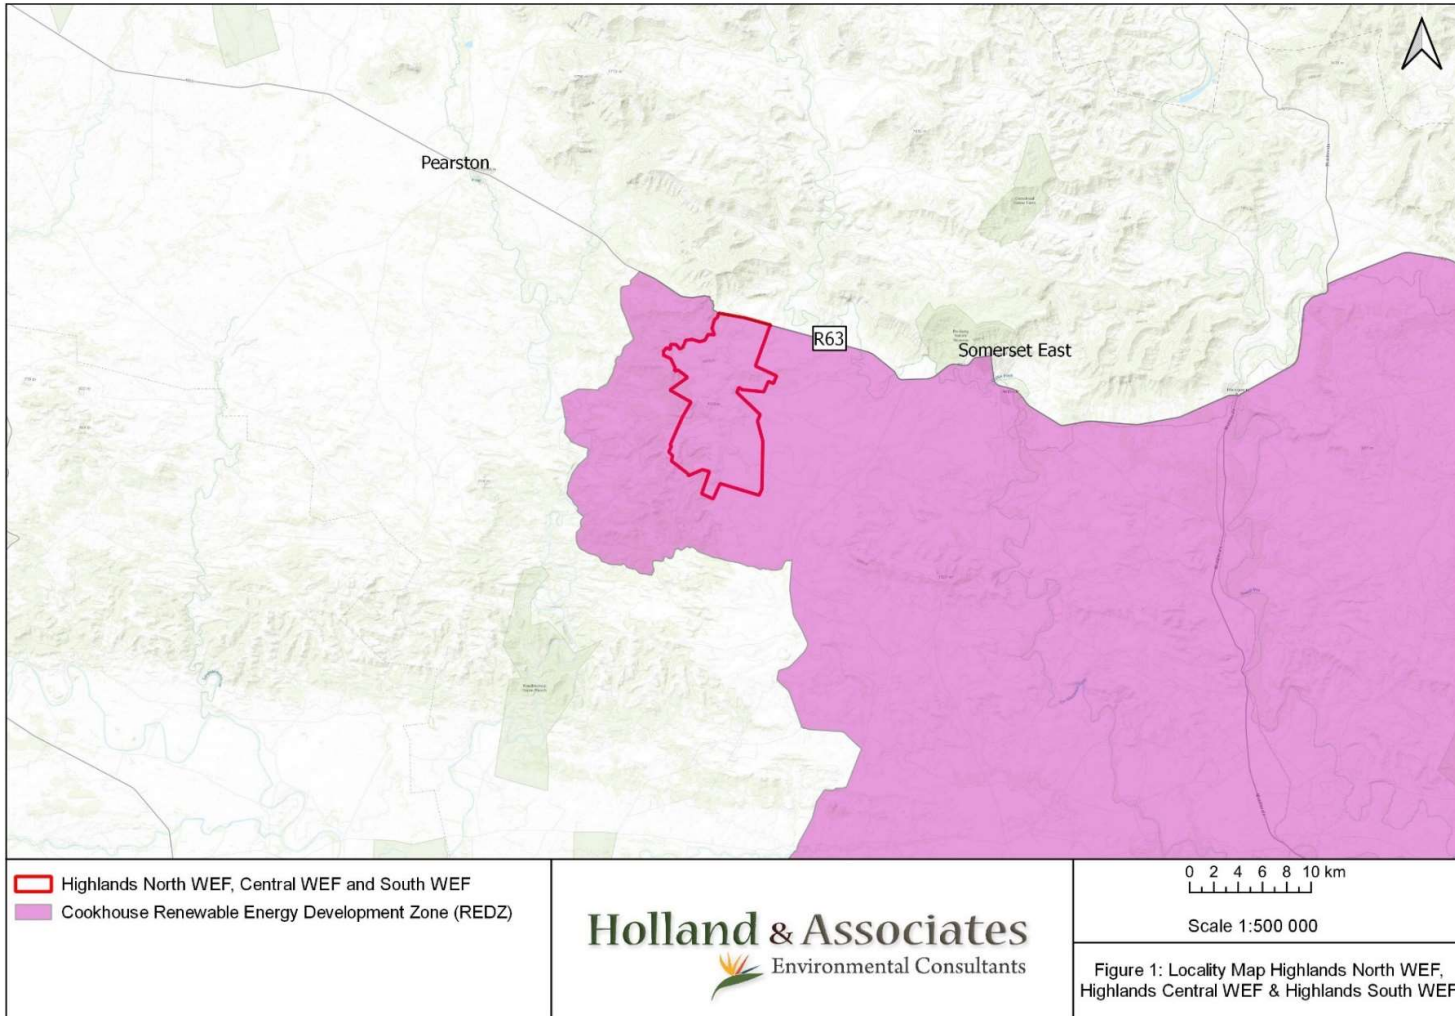 Pearston
R63
Somerset East
Highlands North WEF, Central WEF and South WEF
Cookhouse Renewable Energy Development Zone (REDZ)
Holland & Associates
Environmental Consultants
0 2 4 6 8 10 km
Scale 1:500 000
Figure 1: Locality Map Highlands North WEF,
Highlands Central WEF & Highlands South WEF